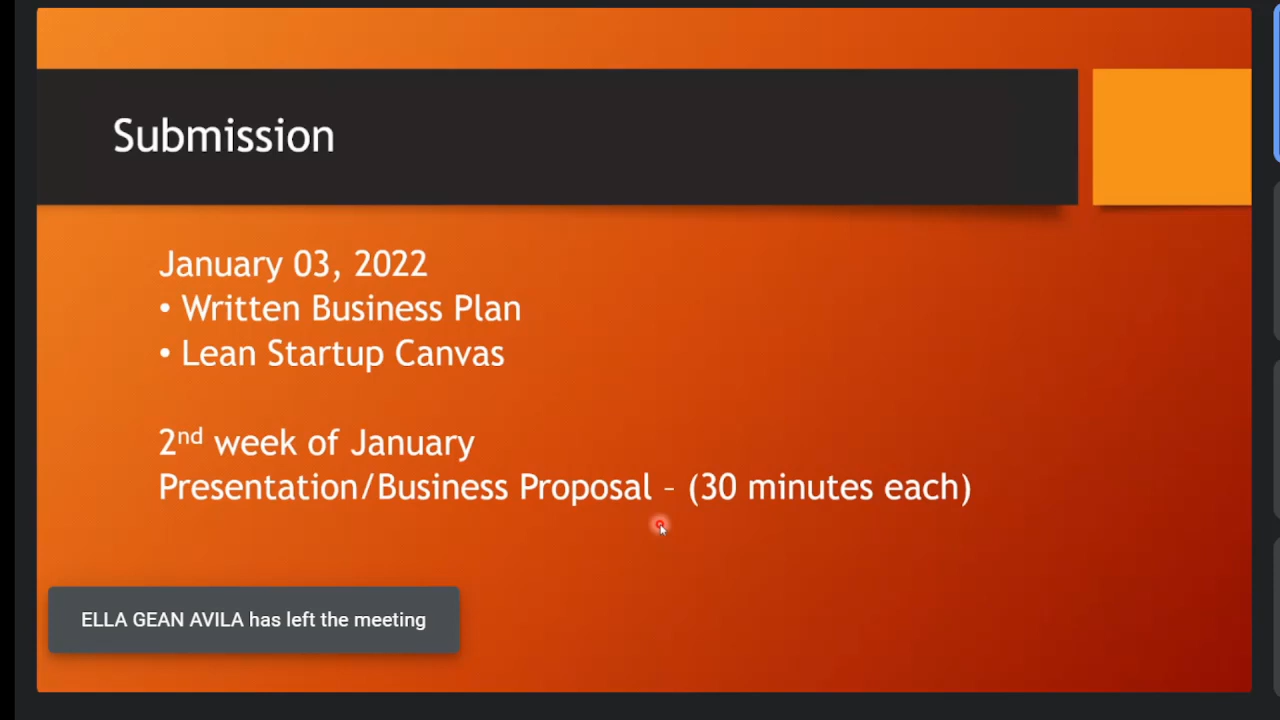 Submission
January 03, 2022
• Written Business Plan
• Lean Startup Canvas
2nd week of January
Presentation/Business Proposal – (30 minutes each)
ELLA GEAN AVILA has left the meeting